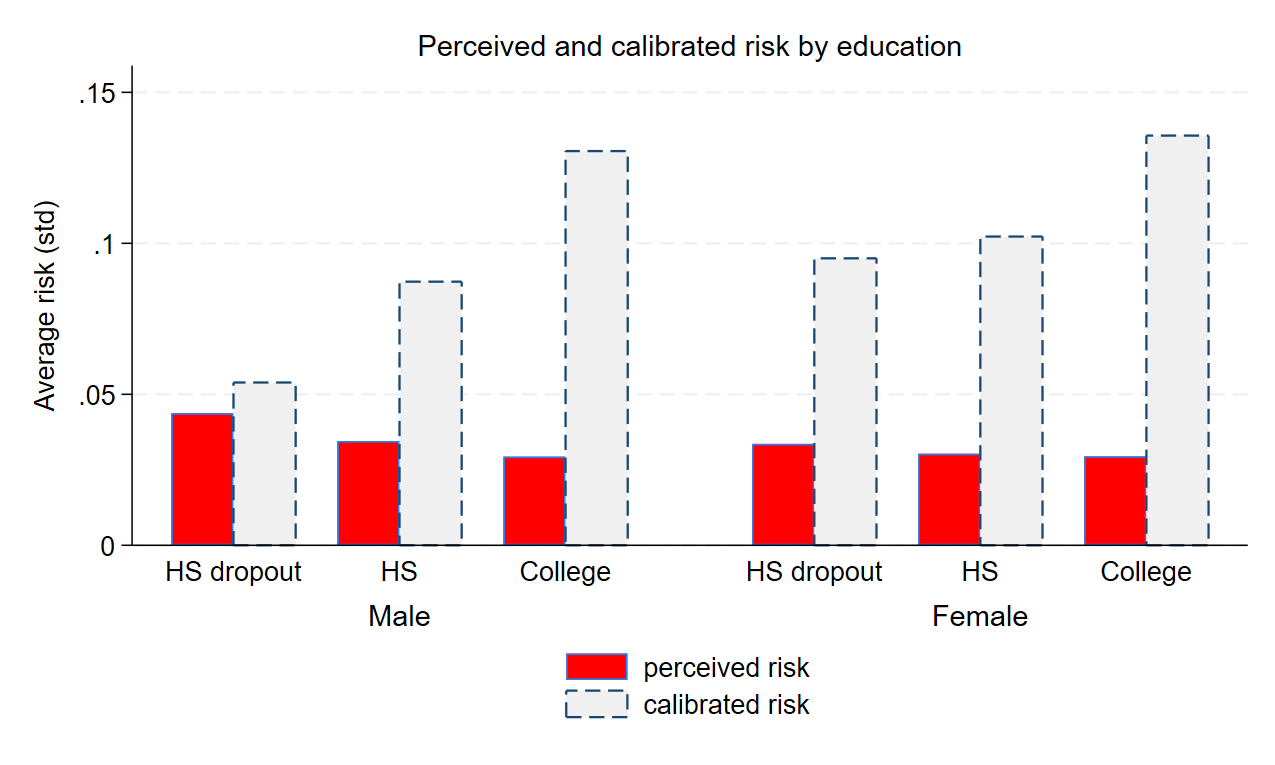 Perceived and calibrated risk by education
Average risk (std)
.15
.1
.05
0
HS dropout HS College HS dropout HS College
Male Female
perceived risk
calibrated risk